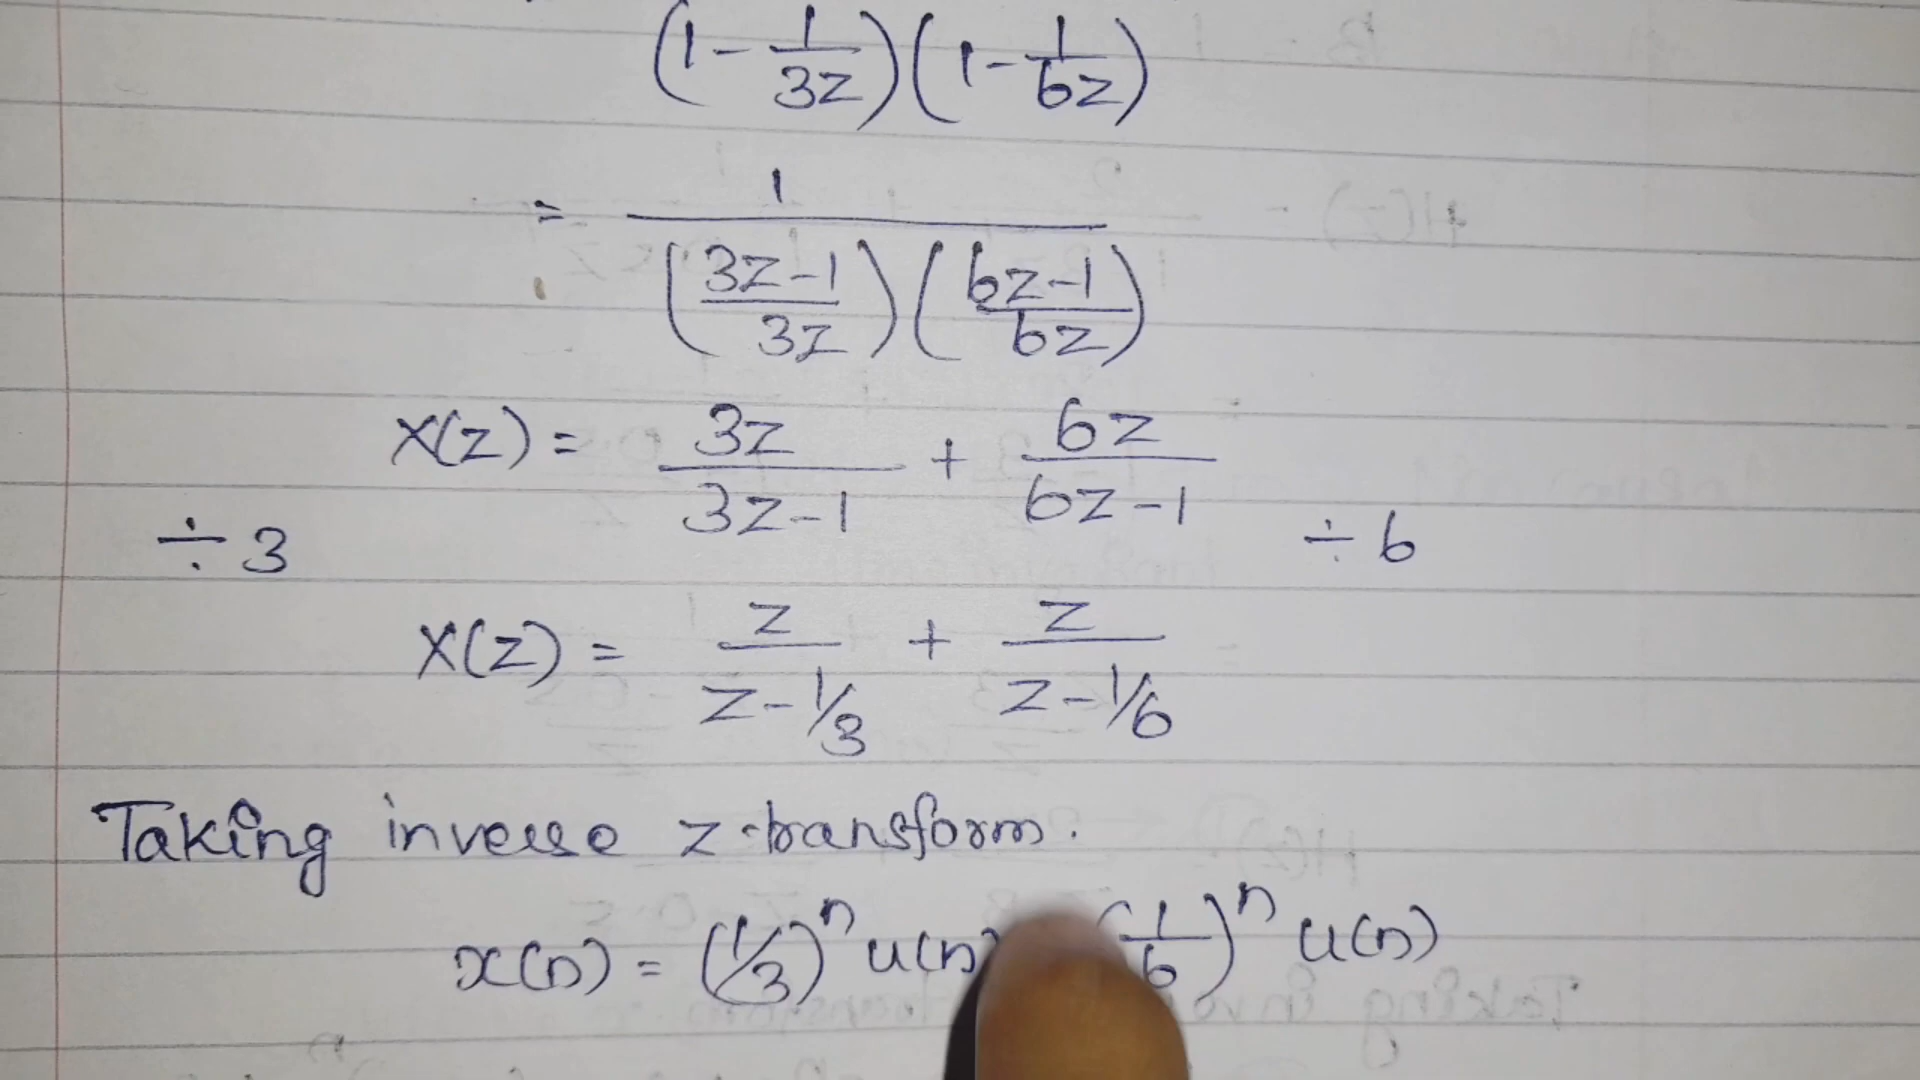 (1 - 1/3z)(1 - 1/6z)
= 1/((3z-1)/3z)((6z-1)/6z)
X(z) = 3z/3z-1 + 6z/6z-1
÷3 ÷6
X(z) = z/z-1/3 + z/z-1/6
Taking inverse z-transform.
x(n) = (1/3)^n u(n) (1/6)^n u(n)